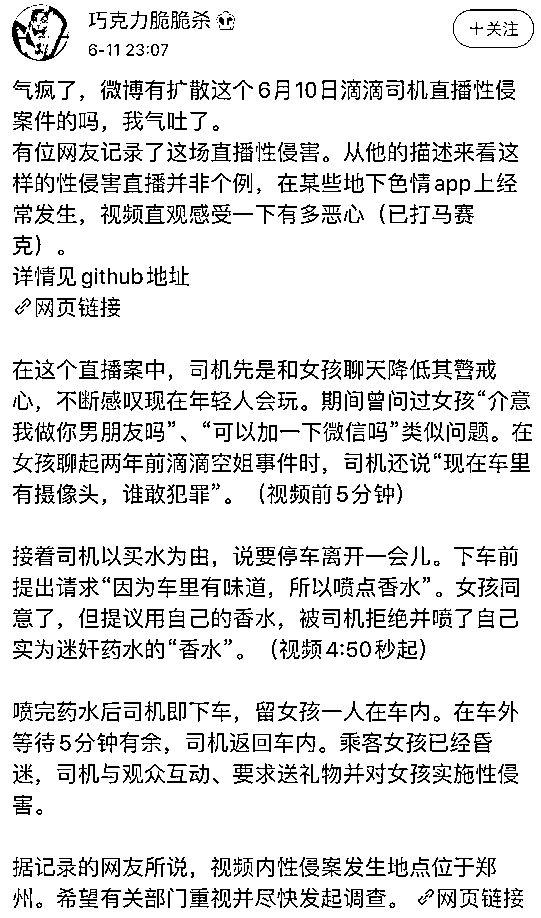 巧克力脆脆杀
6-11 23:07
+关注
气疯了，微博有扩散这个6月10日滴滴司机直播性侵
案件的吗，我气吐了。
有位网友记录了这场直播性侵害。从他的描述来看这
样的性侵害直播并非个例，在某些地下色情app上经
常发生，视频直观感受一下有多恶心（已打马赛
克）。
详情见github地址
网页链接
在这个直播案中，司机先是和女孩聊天降低其警戒
心，不断感叹现在年轻人会玩。期间曾问过女孩“介意
我做你男朋友吗”、“可以加一下微信吗”类似问题。在
女孩聊起两年前滴滴空姐事件时，司机还说“现在车里
有摄像头，谁敢犯罪”。（视频前5分钟）
接着司机以买水为由，说要停车离开一会儿。下车前
提出请求“因为车里有味道，所以喷点香水”。女孩同
意了，但提议用自己的香水，被司机拒绝并喷了自己
实为迷奸药水的“香水”。（视频4:50秒起）
喷完药水后司机即下车，留女孩一人在车内。在车外
等待5分钟有余，司机返回车内。乘客女孩已经昏
迷，司机与观众互动、要求送礼物并对女孩实施性侵
害。
据记录的网友所说，视频内性侵案发生地点位于郑
州。希望有关部门重视并尽快发起调查。 网页链接